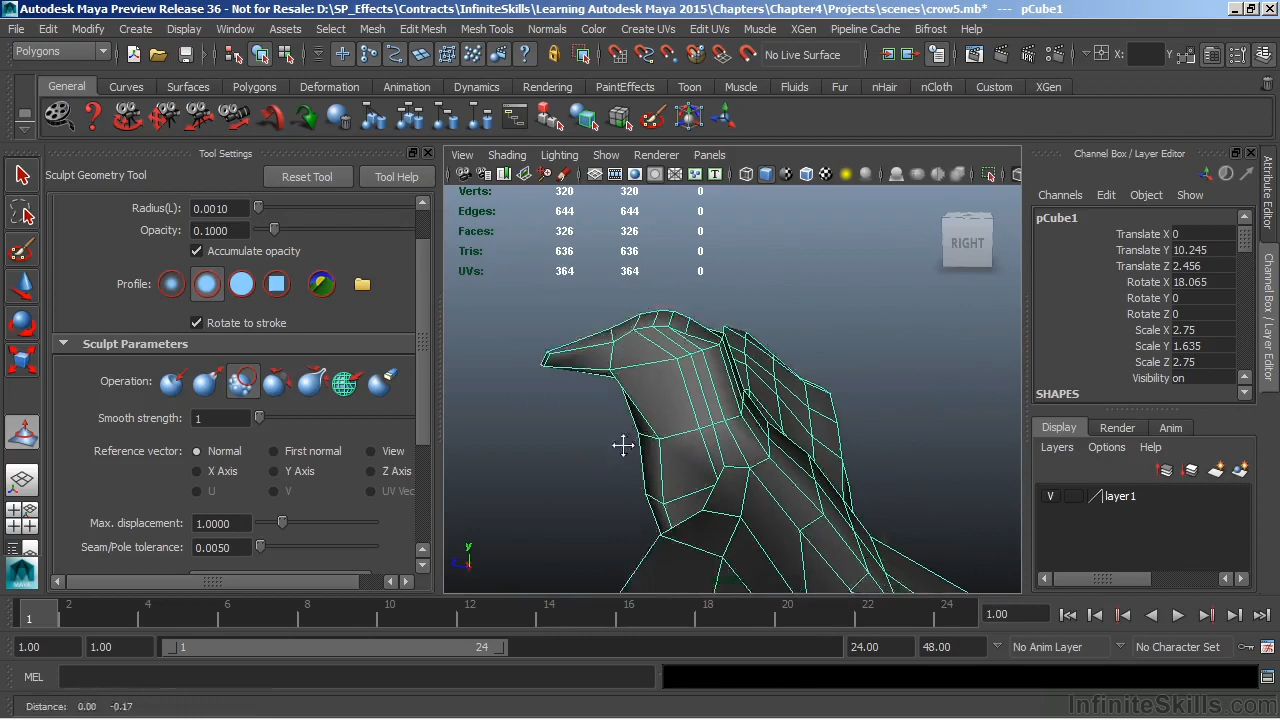 Autodesk Maya Preview Release 36 - Not for Resale: D:\SP_Effects\Contracts\InfiniteSkills\Learning Autodesk Maya 2015\Chapters\Chapter4\Projects\scenes\crow5.mb* --- pCube1
File Edit Modify Create Display Window Assets Select Mesh Edit Mesh Mesh Tools Normals Color Create UVs Edit UVs Muscle XGen Pipeline Cache Bifrost Help
Polygons No Live Surface X: Y
General Curves Surfaces Polygons Deformation Animation Dynamics Rendering PaintEffects Toon Muscle Fluids Fur nHair nCloth Custom XGen
Tool Settings
Sculpt Geometry Tool Reset Tool Tool Help
Radius(L): 0.0010
Opacity: 0.1000
Accumulate opacity
Profile:
Rotate to stroke
Sculpt Parameters
Operation:
Smooth strength: 1
Reference vector: Normal First normal View
X Axis Y Axis Z Axis
U V UV Vec
Max. displacement: 1.0000
Seam/Pole tolerance: 0.0050
View Shading Lighting Show Renderer Panels
Verts: 320 320 0
Edges: 644 644 0
Faces: 326 326 0
Tris: 636 636 0
UVs: 364 364 0
RIGHT
y
Channel Box / Layer Editor
Channels Edit Object Show
pCube1
Translate X 0
Translate Y 10.245
Translate Z 2.456
Rotate X 18.065
Rotate Y 0
Rotate Z 0
Scale X 2.75
Scale Y 1.635
Scale Z 2.75
Visibility on
SHAPES
Display Render Anim
Layers Options Help
V layer1
Attribute Editor
Channel Box / Layer Editor
1 2 4 6 8 10 12 14 16 18 20 22 24 1.00
1.00 1.00 1 24 24.00 48.00 No Anim Layer No Character Set
MEL
Distance: 0.00 -0.17
InfiniteSkills.com